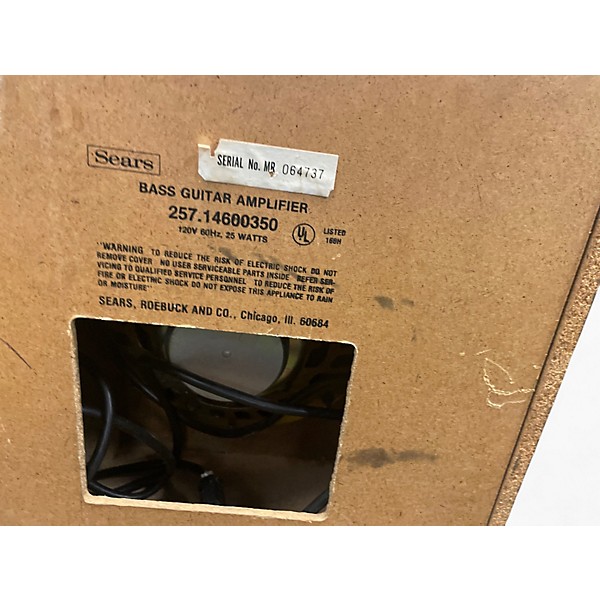 Sears
SERIAL No. MR 064737
BASS GUITAR AMPLIFIER
257.14600350
120V 60Hz, 25 WATTS
UL
LISTED
166H
"WARNING TO REDUCE THE RISK OF ELECTRIC SHOCK DO NOT
REMOVE COVER NO USER SERVICEABLE PARTS INSIDE REFER SER-
VICING TO QUALIFIED SERVICE PERSONNEL TO REDUCE THE RISK OF
FIRE OR ELECTRIC SHOCK DO NOT EXPOSE THIS APPLIANCE TO RAIN
OR MOISTURE"
SEARS, ROEBUCK AND CO., Chicago, Ill. 60684